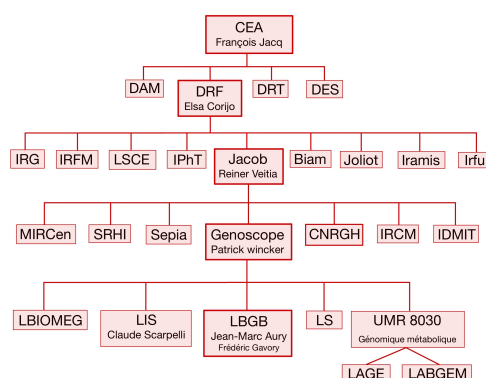 CEA
François Jacq
DAM
DRF
Elsa Corijo
DRT
DES
IRG
IRFM
LSCE
IPhT
Jacob
Reiner Veitia
Biam
Joliot
Iramis
Irfu
MIRCen
SRHI
Sepia
Genoscope
Patrick wincker
CNRGH
IRCM
IDMIT
LBIOMEG
LIS
Claude Scarpelli
LBGB
Jean-Marc Aury
Frédéric Gavory
LS
UMR 8030
Génomique métabolique
LAGE
LABGEM